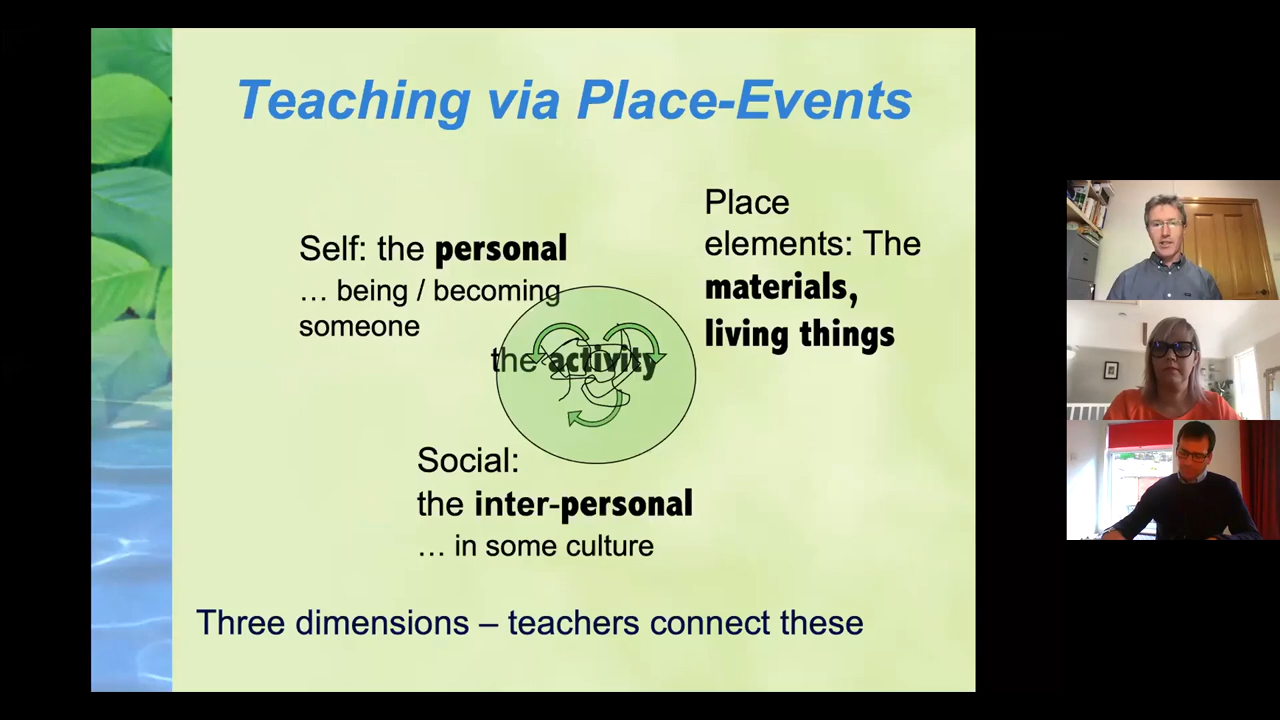 Teaching via Place-Events
Place
elements: The
materials,
living things
Self: the personal
… being / becoming
someone
the activity
Social:
the inter-personal
… in some culture
Three dimensions – teachers connect these